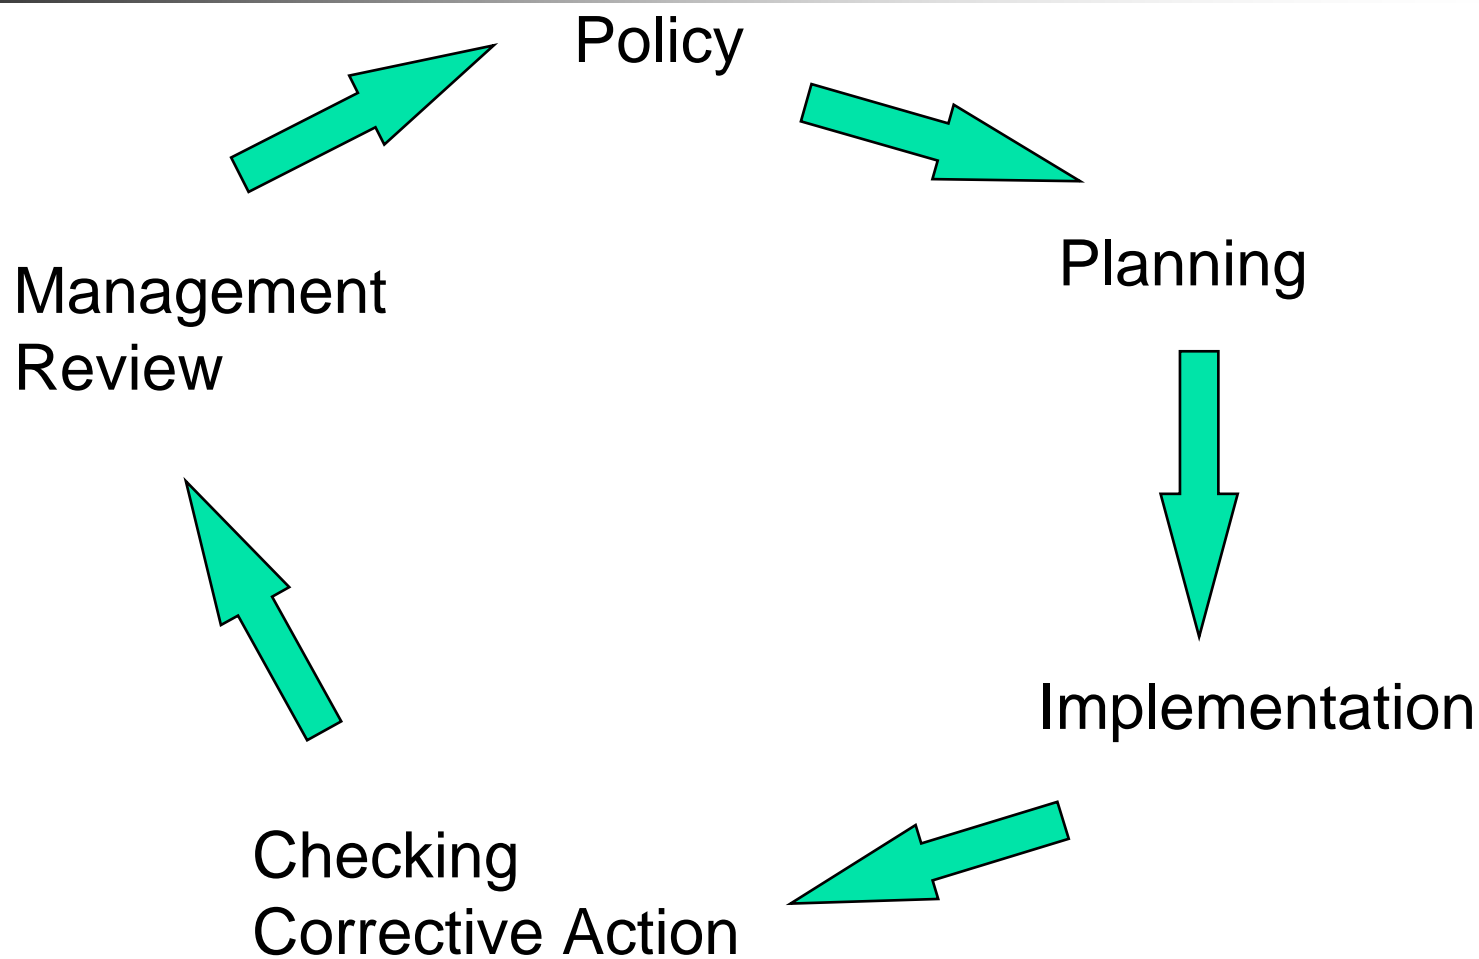 Policy
Planning
Management
Review
Implementation
Checking
Corrective Action